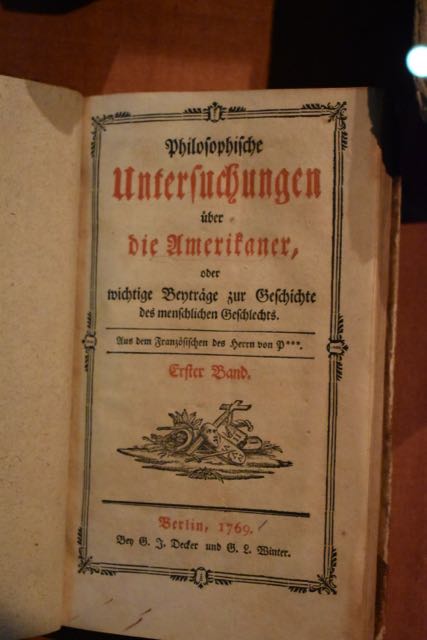 Philosophische
Untersuchungen
über
die Amerikaner,
oder
wichtige Beyträge zur Geschichte
des menschlichen Geschlechts.
Aus dem Französischen des Herrn von P***.
Erster Band.
Berlin, 1769.
Bey G. J. Decker und G. L. Winter.